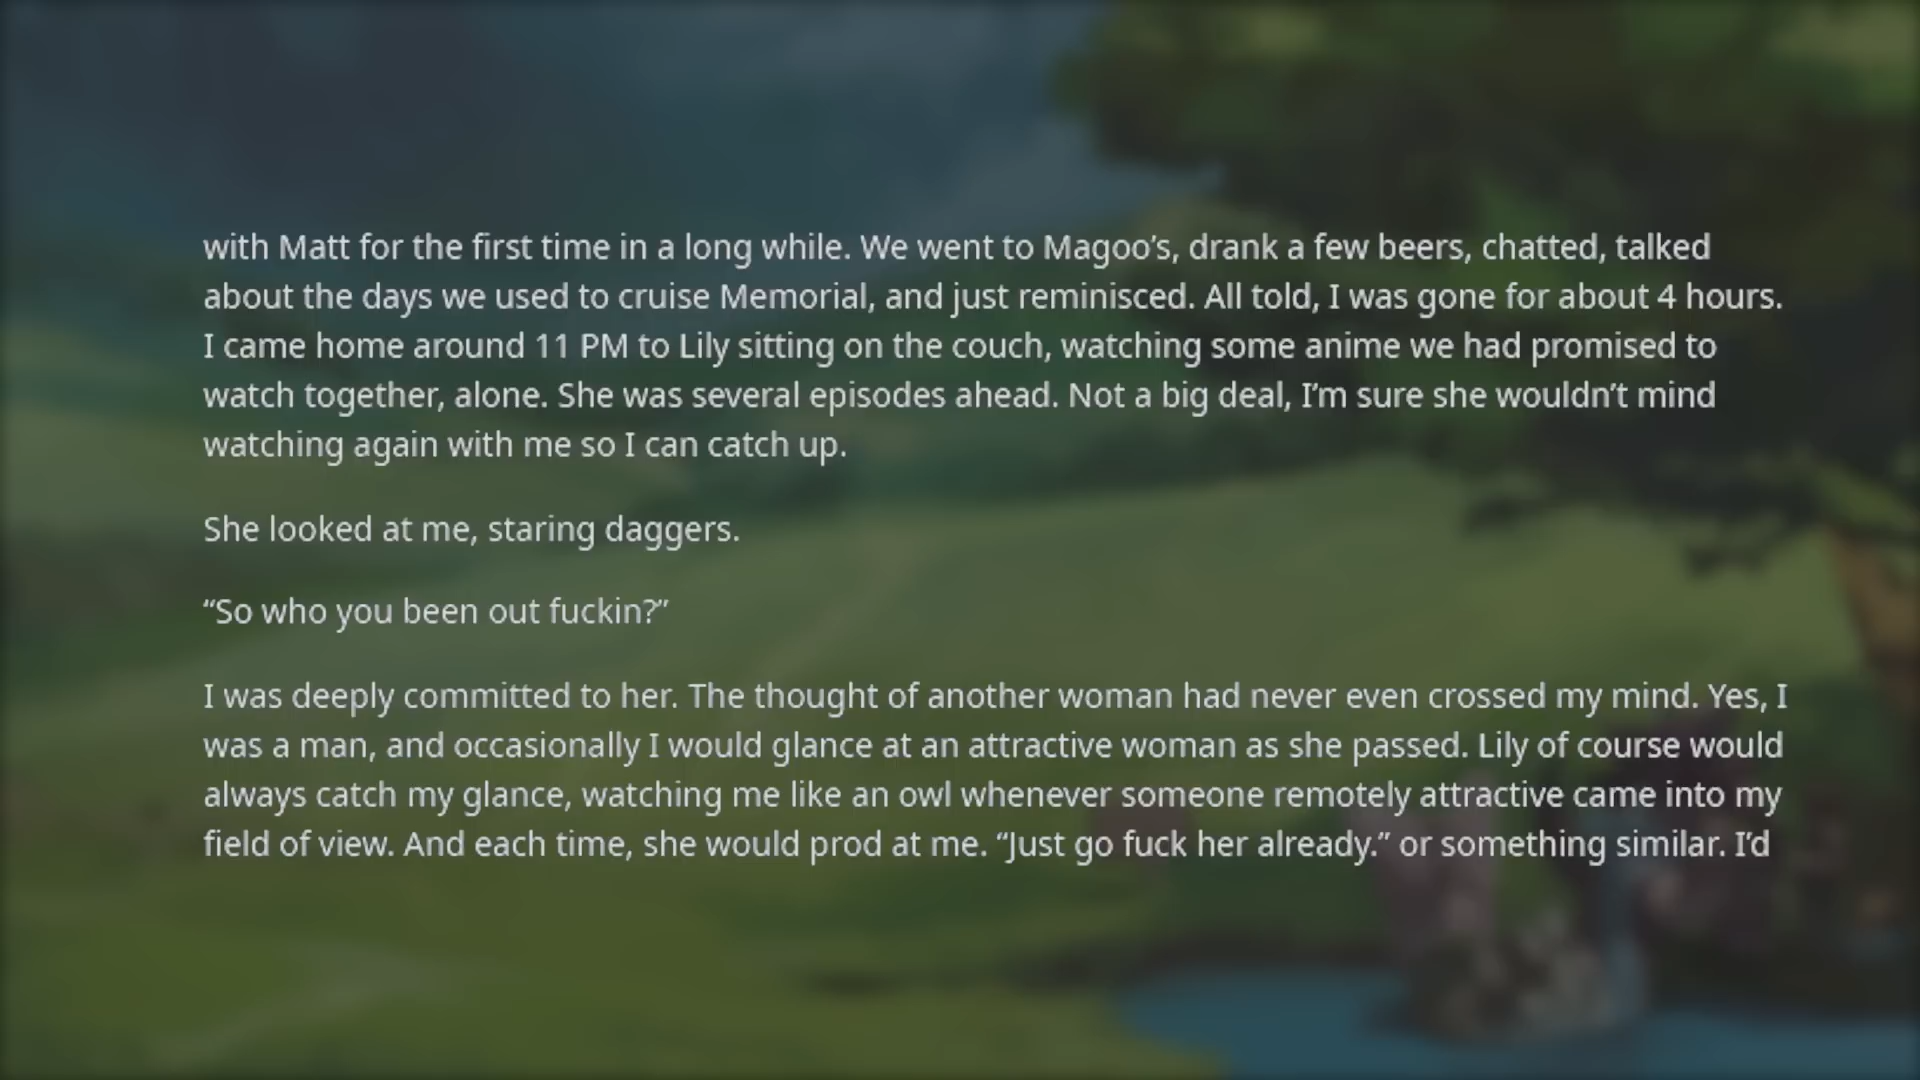 with Matt for the first time in a long while. We went to Magoo’s, drank a few beers, chatted, talked
about the days we used to cruise Memorial, and just reminisced. All told, I was gone for about 4 hours.
I came home around 11 PM to Lily sitting on the couch, watching some anime we had promised to
watch together, alone. She was several episodes ahead. Not a big deal, I’m sure she wouldn’t mind
watching again with me so I can catch up.
She looked at me, staring daggers.
“So who you been out fuckin?”
I was deeply committed to her. The thought of another woman had never even crossed my mind. Yes, I
was a man, and occasionally I would glance at an attractive woman as she passed. Lily of course would
always catch my glance, watching me like an owl whenever someone remotely attractive came into my
field of view. And each time, she would prod at me. “Just go fuck her already.” or something similar. I’d